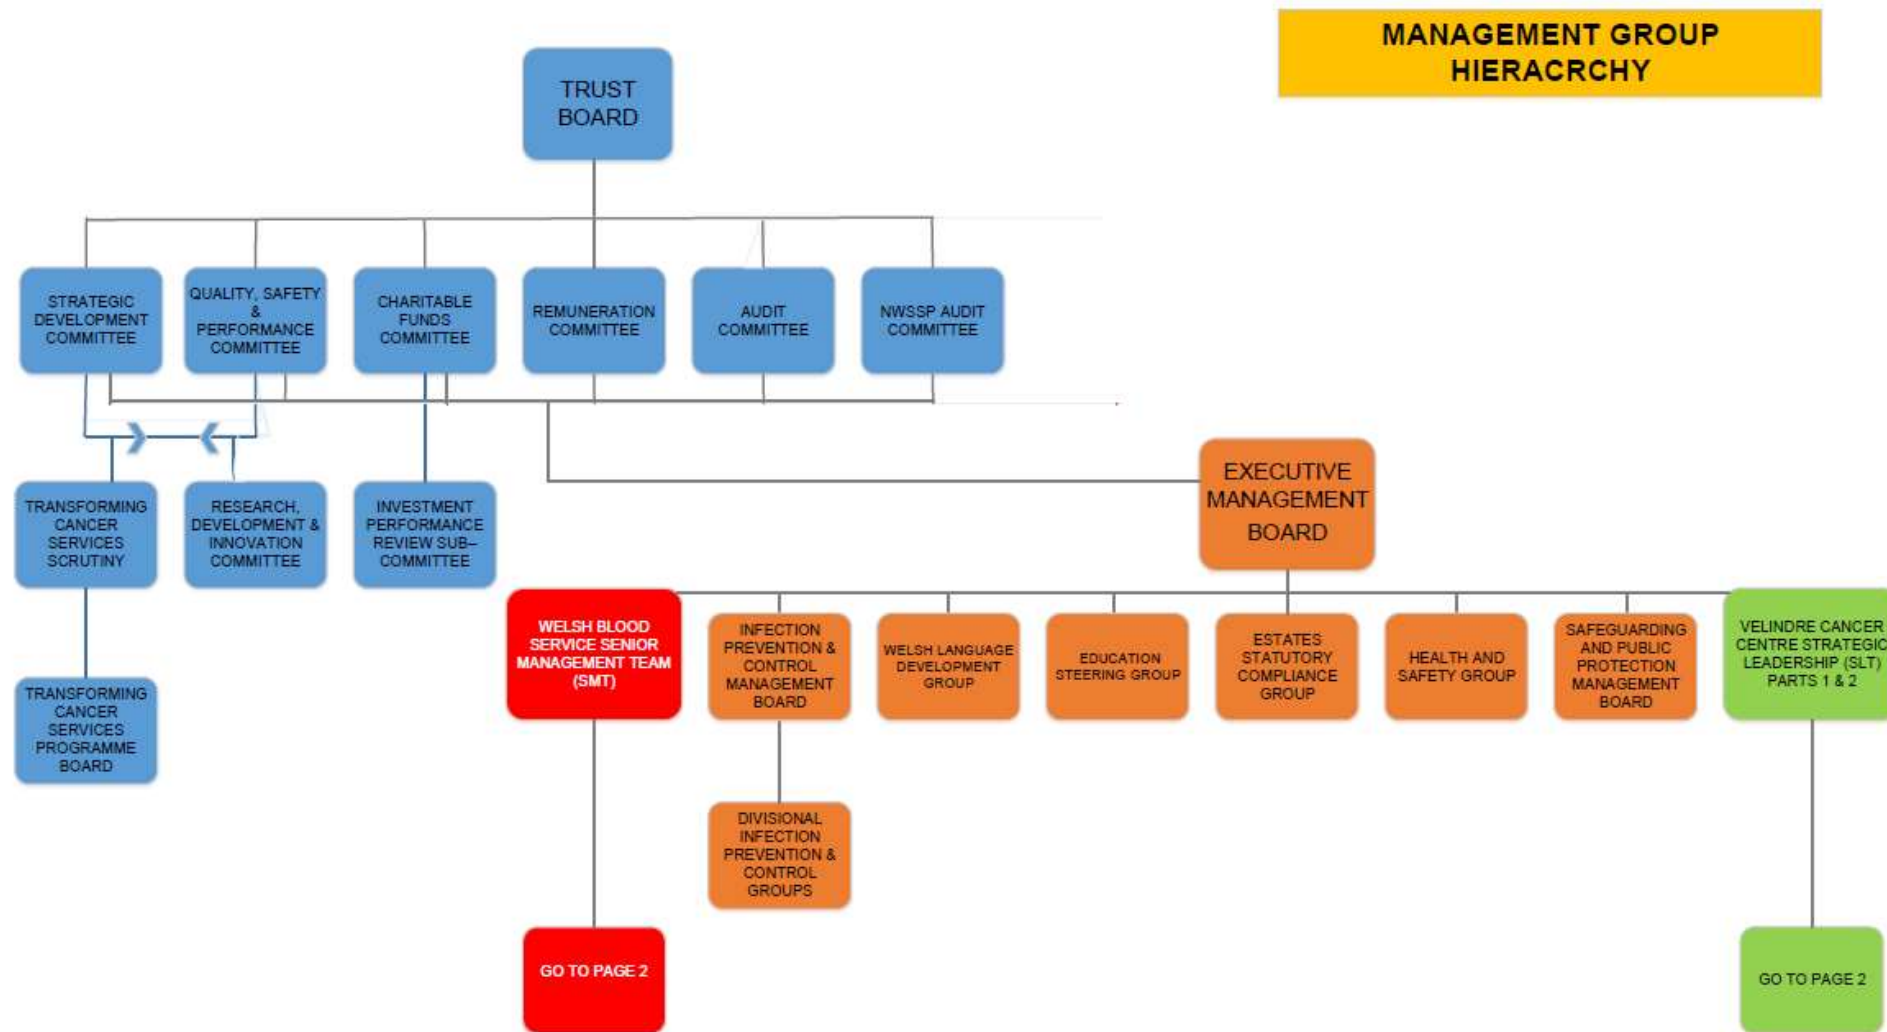 MANAGEMENT GROUP
HIERACRCHY
TRUST
BOARD
STRATEGIC
DEVELOPMENT
COMMITTEE
QUALITY, SAFETY
&
PERFORMANCE
COMMITTEE
CHARITABLE
FUNDS
COMMITTEE
REMUNERATION
COMMITTEE
AUDIT
COMMITTEE
NWSSP AUDIT
COMMITTEE
EXECUTIVE
MANAGEMENT
BOARD
TRANSFORMING
CANCER
SERVICES
SCRUTINY
RESEARCH,
DEVELOPMENT &
INNOVATION
COMMITTEE
INVESTMENT
PERFORMANCE
REVIEW SUB–
COMMITTEE
WELSH BLOOD
SERVICE SENIOR
MANAGEMENT TEAM
(SMT)
INFECTION
PREVENTION &
CONTROL
MANAGEMENT
BOARD
WELSH LANGUAGE
DEVELOPMENT
GROUP
EDUCATION
STEERING GROUP
ESTATES
STATUTORY
COMPLIANCE
GROUP
HEALTH AND
SAFETY GROUP
SAFEGUARDING
AND PUBLIC
PROTECTION
MANAGEMENT
BOARD
VELINDRE CANCER
CENTRE STRATEGIC
LEADERSHIP (SLT)
PARTS 1 & 2
TRANSFORMING
CANCER
SERVICES
PROGRAMME
BOARD
DIVISIONAL
INFECTION
PREVENTION &
CONTROL
GROUPS
GO TO PAGE 2
GO TO PAGE 2